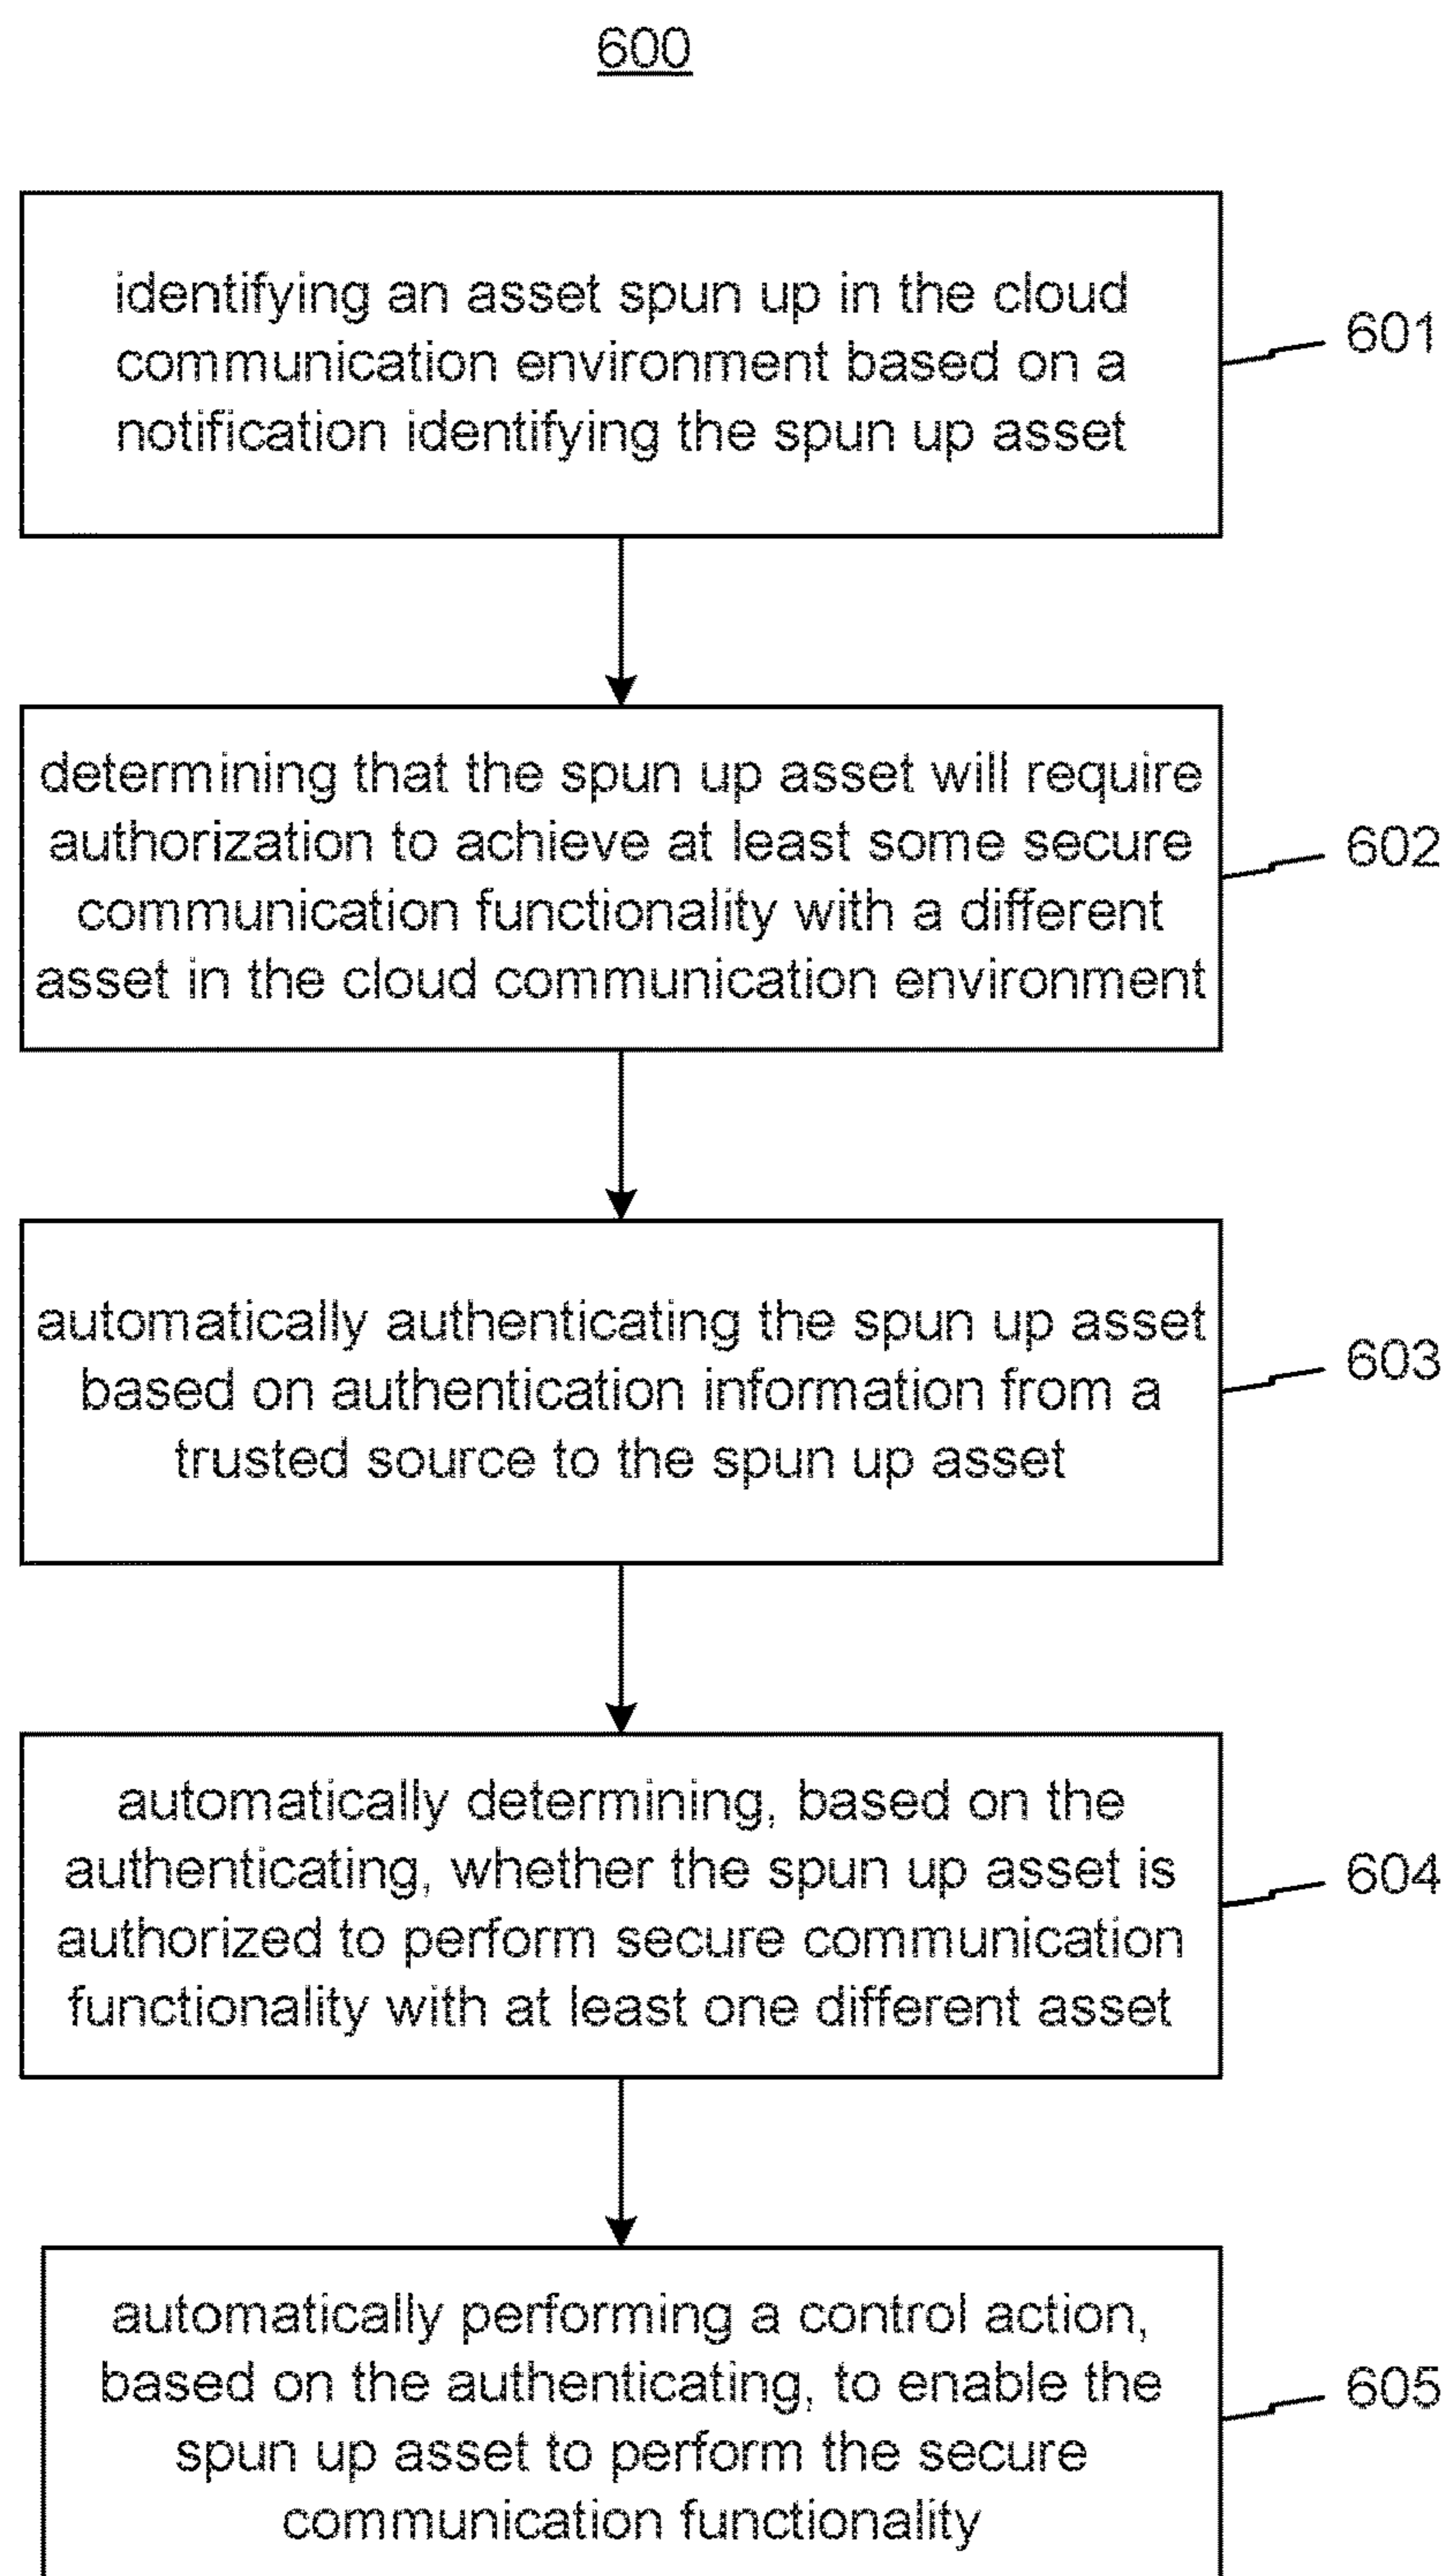 600
identifying an asset spun up in the cloud
communication environment based on a
notification identifying the spun up asset
601
determining that the spun up asset will require
authorization to achieve at least some secure
communication functionality with a different
asset in the cloud communication environment
602
automatically authenticating the spun up asset
based on authentication information from a
trusted source to the spun up asset
603
automatically determining, based on the
authenticating, whether the spun up asset is
authorized to perform secure communication
functionality with at least one different asset
604
automatically performing a control action,
based on the authenticating, to enable the
spun up asset to perform the secure
communication functionality
605